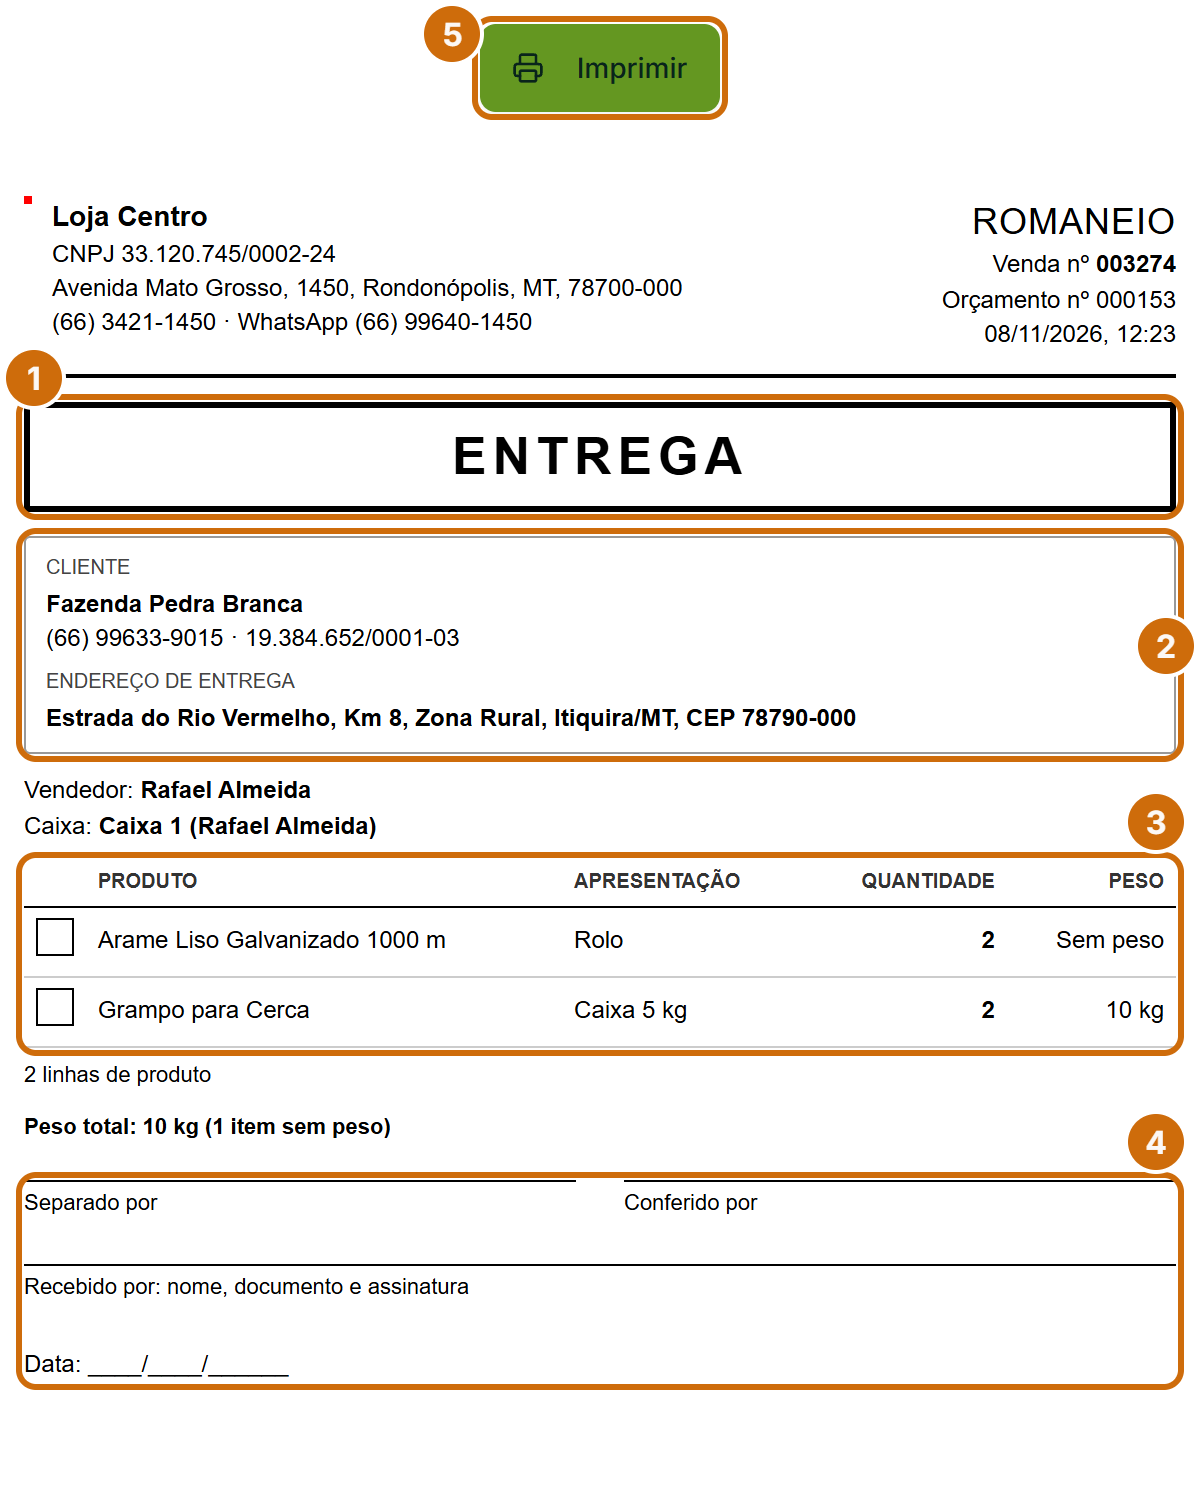 5
Imprimir
Loja Centro
CNPJ 33.120.745/0002-24
Avenida Mato Grosso, 1450, Rondonópolis, MT, 78700-000
(66) 3421-1450 · WhatsApp (66) 99640-1450
ROMANEIO
Venda nº 003274
Orçamento nº 000153
08/11/2026, 12:23
1
ENTREGA
CLIENTE
Fazenda Pedra Branca
(66) 99633-9015 · 19.384.652/0001-03
2
ENDEREÇO DE ENTREGA
Estrada do Rio Vermelho, Km 8, Zona Rural, Itiquira/MT, CEP 78790-000
Vendedor: Rafael Almeida
Caixa: Caixa 1 (Rafael Almeida)
3
PRODUTO APRESENTAÇÃO QUANTIDADE PESO
Arame Liso Galvanizado 1000 m Rolo 2 Sem peso
Grampo para Cerca Caixa 5 kg 2 10 kg
2 linhas de produto
Peso total: 10 kg (1 item sem peso)
4
Separado por Conferido por
Recebido por: nome, documento e assinatura
Data: ____/____/______